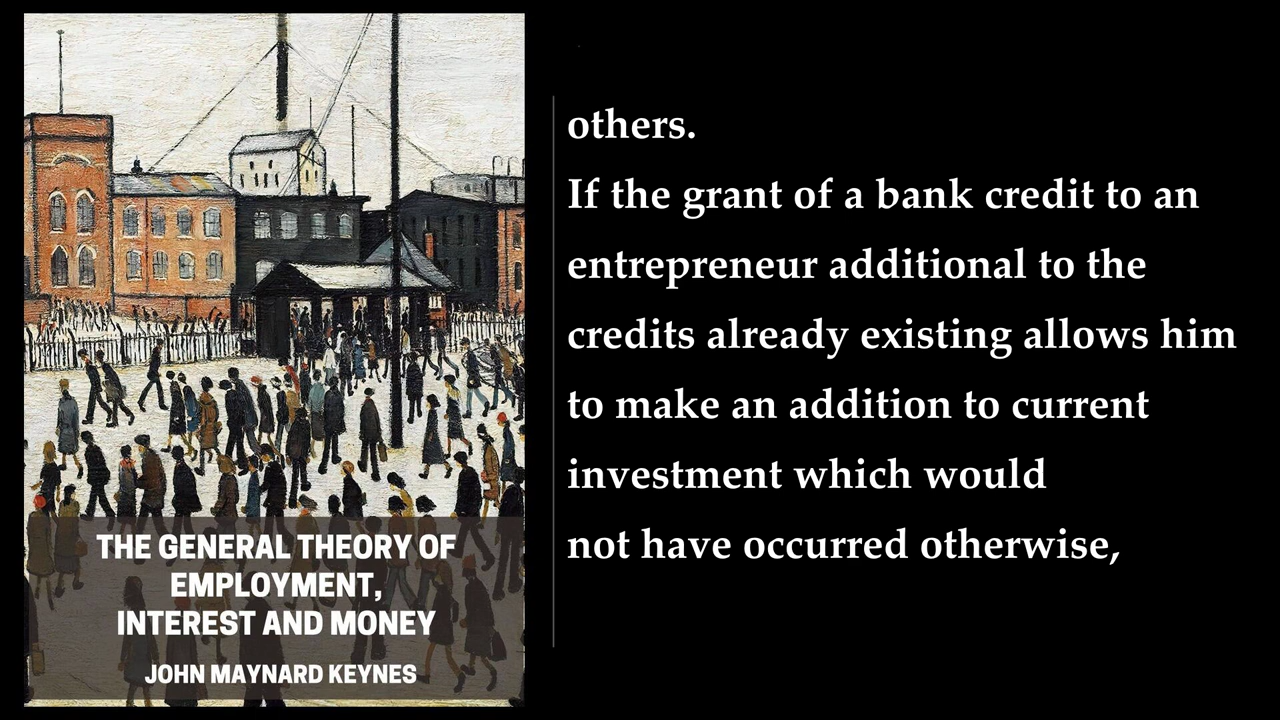 THE GENERAL THEORY OF
EMPLOYMENT,
INTEREST AND MONEY
JOHN MAYNARD KEYNES
others.
If the grant of a bank credit to an
entrepreneur additional to the
credits already existing allows him
to make an addition to current
investment which would
not have occurred otherwise,